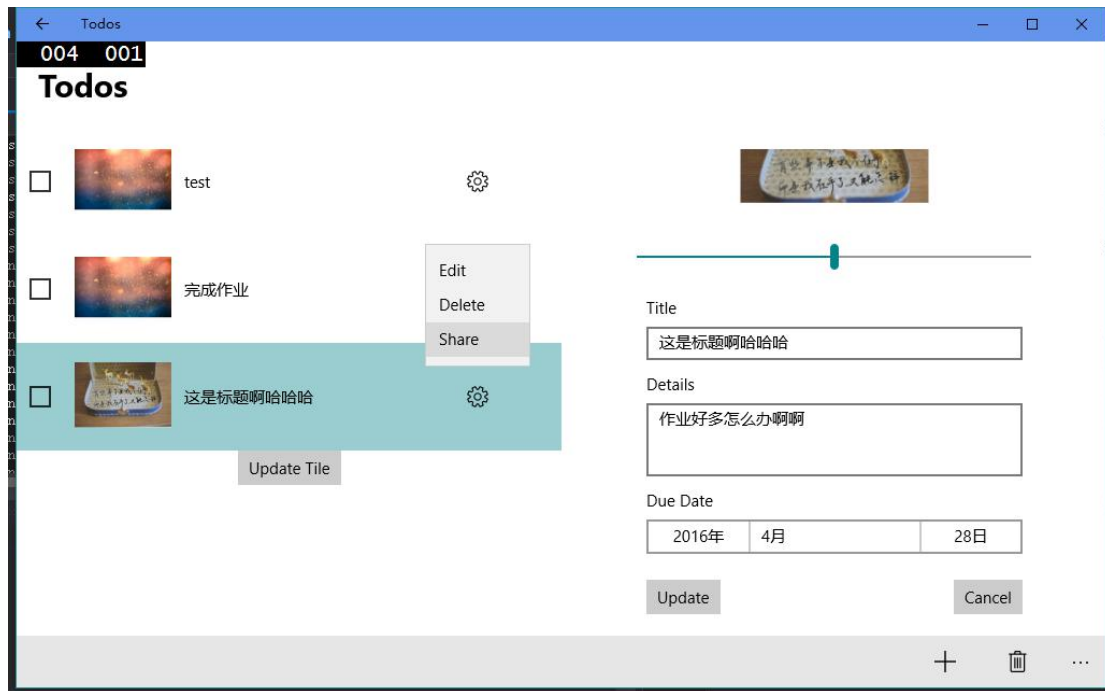 Todos
004 001
Todos
test
完成作业
这是标题啊哈哈哈
Edit
Delete
Share
Update Tile
Title
这是标题啊哈哈哈
Details
作业好多怎么办啊啊
Due Date
2016年 4月 28日
Update Cancel